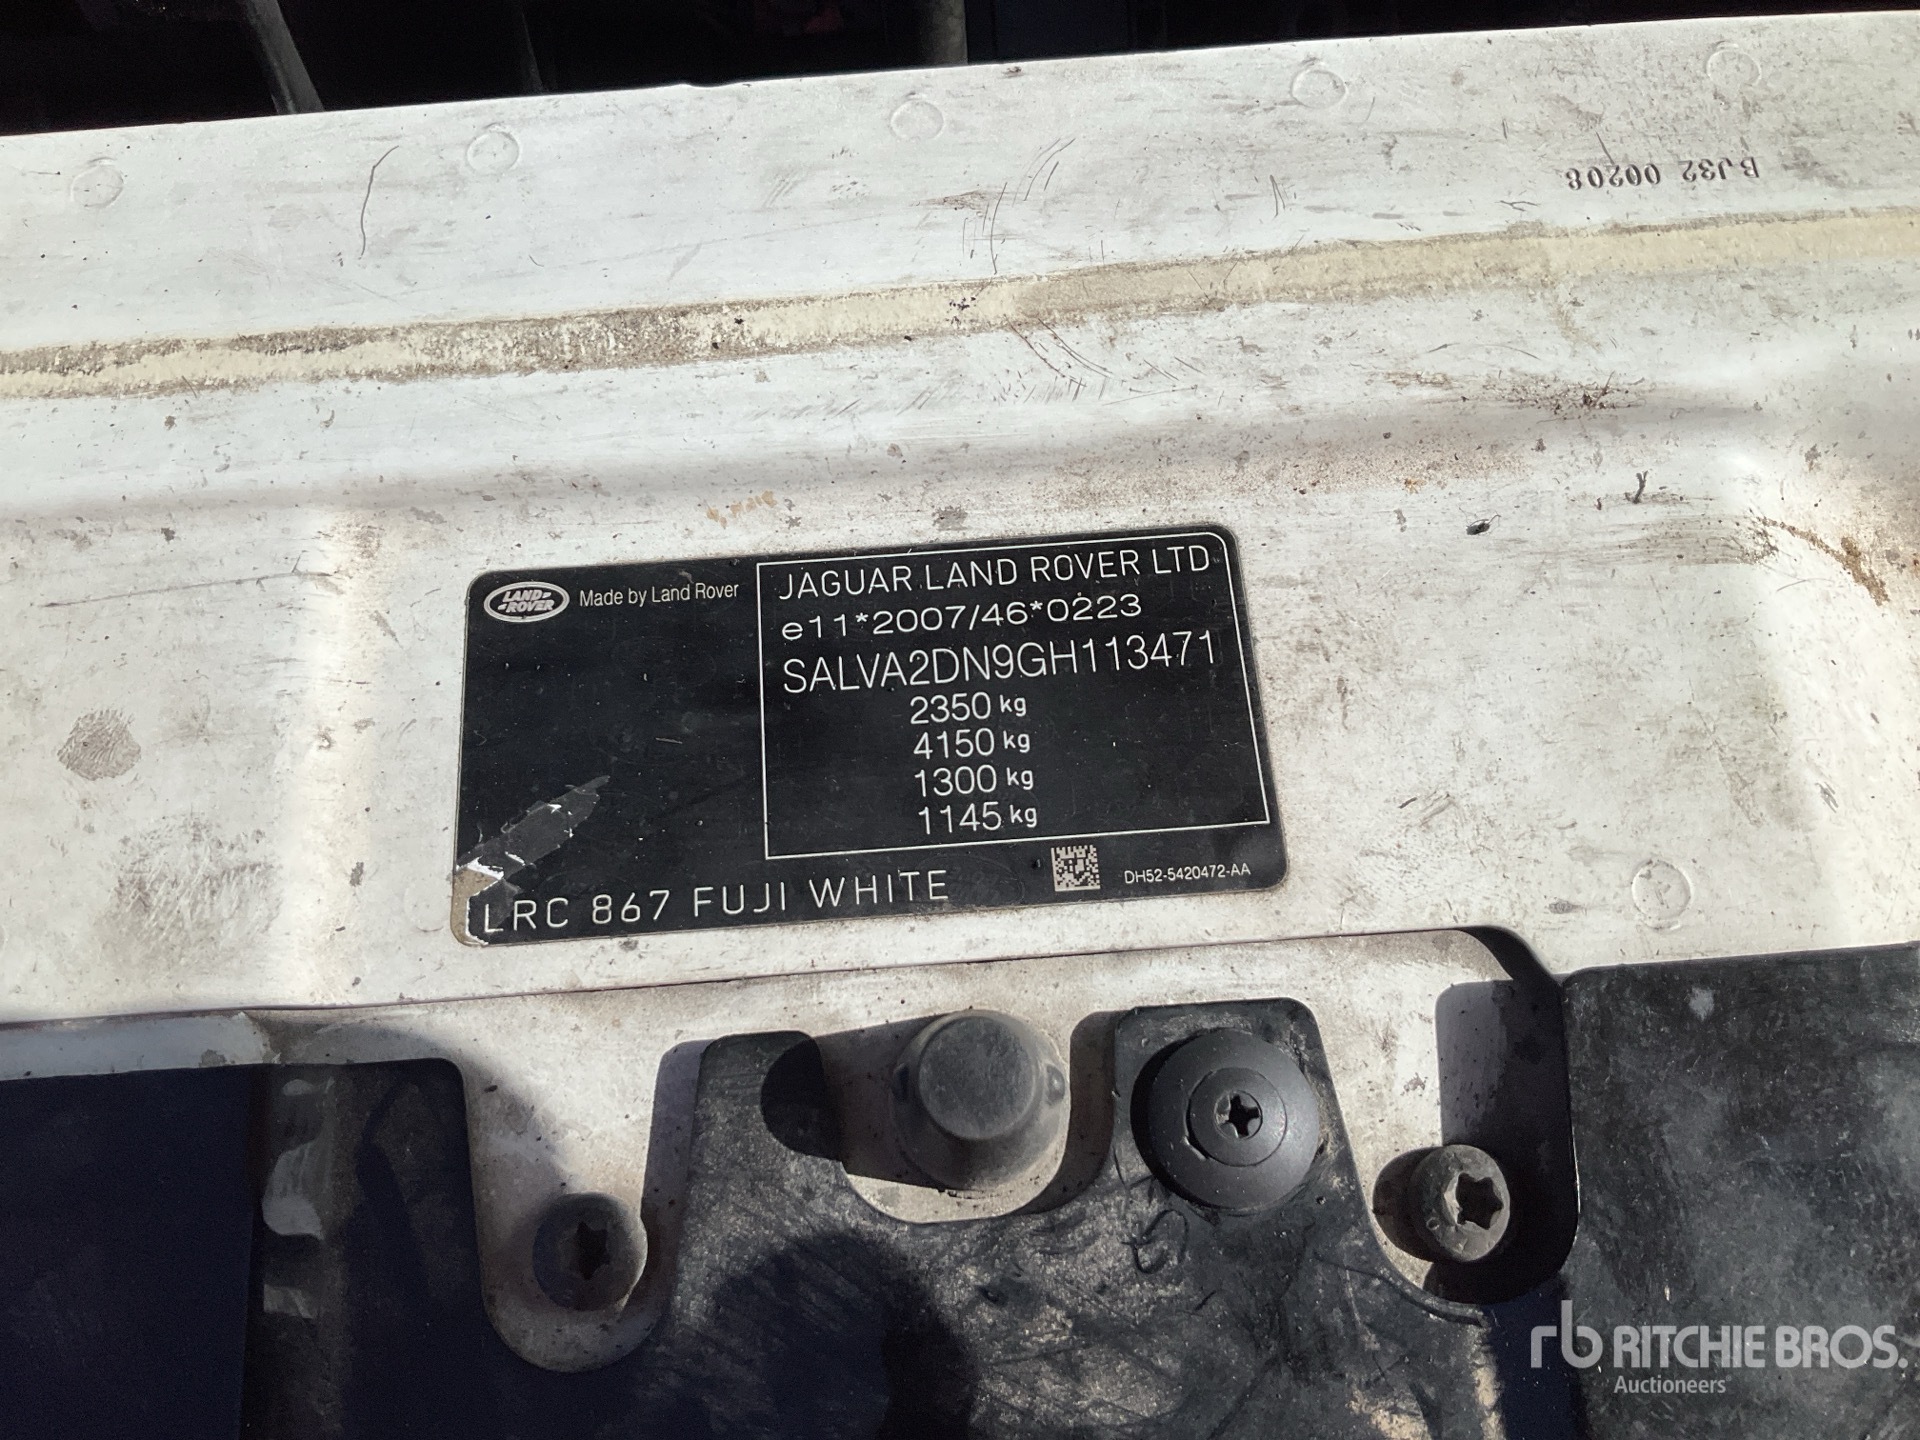 BJ32 00208
LAND-
-ROVER
Made by Land Rover
JAGUAR LAND ROVER LTD
e11*2007/46*0223
SALVA2DN9GH113471
2350 kg
4150 kg
1300 kg
1145 kg
LRC 867 FUJI WHITE
DH52-5420472-AA
rb RITCHIE BROS.
Auctioneers